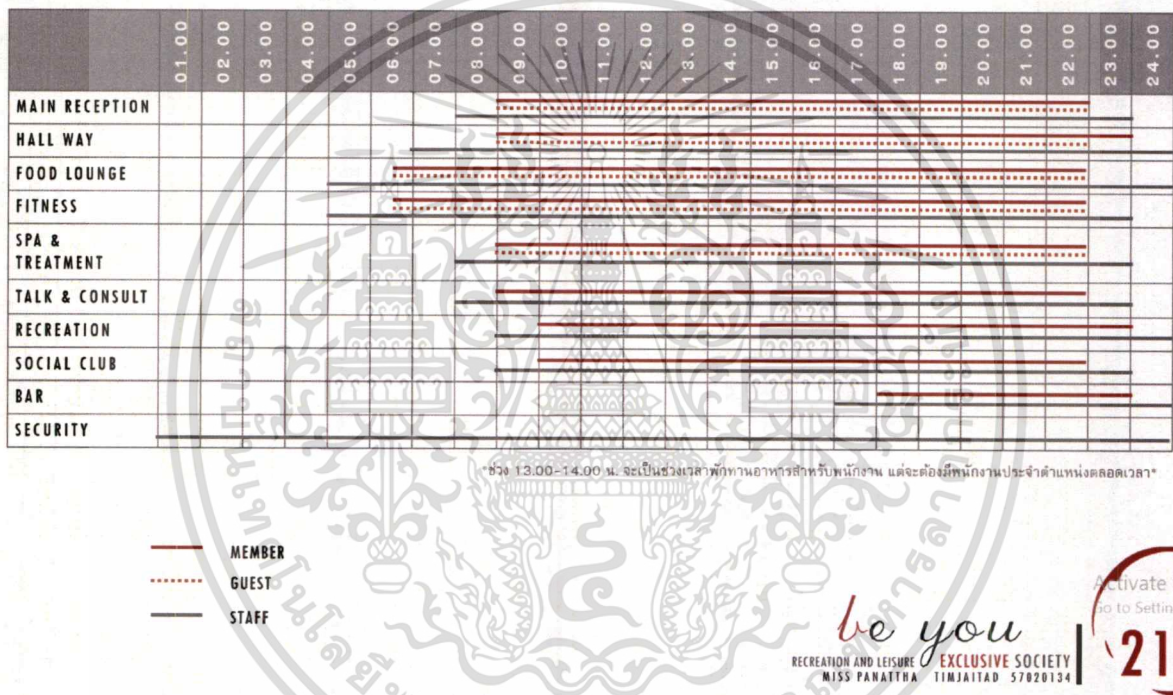 01.00 02.00 03.00 04.00 05.00 06.00 07.00 08.00 09.00 10.00 11.00 12.00 13.00 14.00 15.00 16.00 17.00 18.00 19.00 20.00 21.00 22.00 23.00 24.00
MAIN RECEPTION
HALL WAY
FOOD LOUNGE
FITNESS
SPA &
TREATMENT
TALK & CONSULT
RECREATION
SOCIAL CLUB
BAR
SECURITY
*ช่วง 13.00-14.00 น. จะเป็นช่วงเวลาพักทานอาหารสำหรับพนักงาน แต่จะต้องมีพนักงานประจำตำแหน่งตลอดเวลา*
MEMBER
GUEST
STAFF
be you
RECREATION AND LEISURE EXCLUSIVE SOCIETY
MISS PANATTHA TIMJAITAD 57020134
Activate
Go to Settin
21